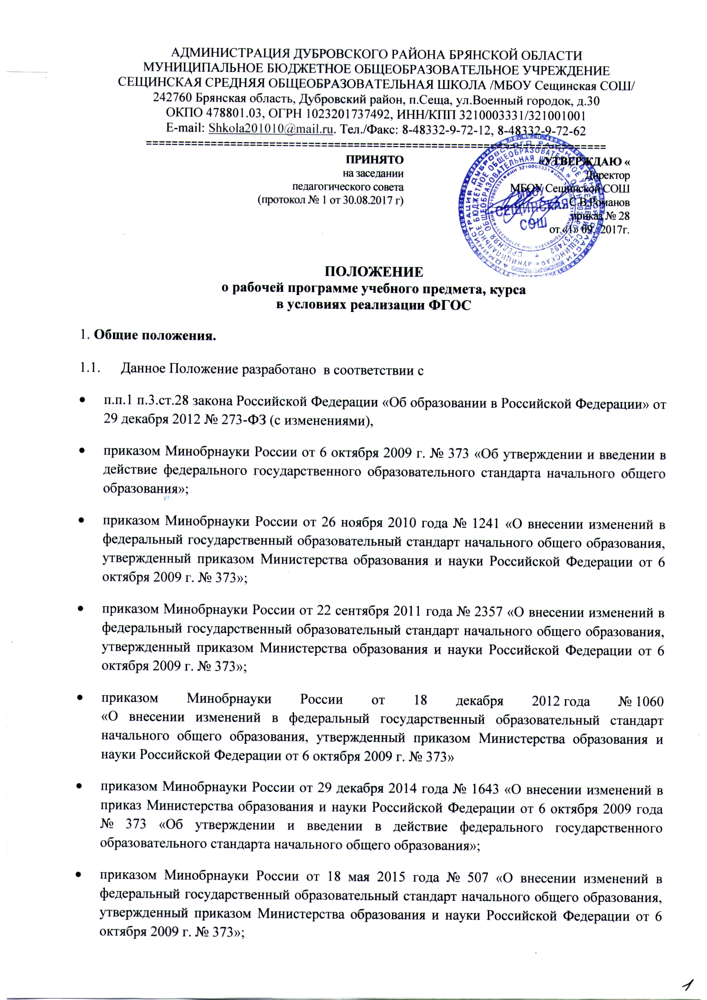 АДМИНИСТРАЦИЯ ДУБРОВСКОГО РАЙОНА БРЯНСКОЙ ОБЛАСТИ
МУНИЦИПАЛЬНОЕ БЮДЖЕТНОЕ ОБЩЕОБРАЗОВАТЕЛЬНОЕ УЧРЕЖДЕНИЕ
СЕЩИНСКАЯ СРЕДНЯЯ ОБЩЕОБРАЗОВАТЕЛЬНАЯ ШКОЛА /МБОУ Сещинская СОШ/
242760 Брянская область, Дубровский район, п.Сеща, ул.Военный городок, д.30
ОКПО 478801.03, ОГРН 1023201737492, ИНН/КПП 3210003331/321001001
E-mail: Shkola201010@mail.ru. Тел./Факс: 8-48332-9-72-12, 8-48332-9-72-62
ПРИНЯТО
на заседании
педагогического совета
(протокол № 1 от 30.08.2017 г)
«УТВЕРЖДАЮ «
Директор
МБОУ Сещинской СОШ
С.В.Романов
приказ № 28
от «1» 09. 2017г.
МБОУ
СЕЩИНСКАЯ
СОШ
ПОЛОЖЕНИЕ
о рабочей программе учебного предмета, курса
в условиях реализации ФГОС
1. Общие положения.
1.1. Данное Положение разработано в соответствии с
• п.п.1 п.3.ст.28 закона Российской Федерации «Об образовании в Российской Федерации» от
29 декабря 2012 № 273-ФЗ (с изменениями),
• приказом Минобрнауки России от 6 октября 2009 г. № 373 «Об утверждении и введении в
действие федерального государственного образовательного стандарта начального общего
образования»;
• приказом Минобрнауки России от 26 ноября 2010 года № 1241 «О внесении изменений в
федеральный государственный образовательный стандарт начального общего образования,
утвержденный приказом Министерства образования и науки Российской Федерации от 6
октября 2009 г. № 373»;
• приказом Минобрнауки России от 22 сентября 2011 года № 2357 «О внесении изменений в
федеральный государственный образовательный стандарт начального общего образования,
утвержденный приказом Министерства образования и науки Российской Федерации от 6
октября 2009 г. № 373»;
• приказом Минобрнауки России от 18 декабря 2012 года № 1060
«О внесении изменений в федеральный государственный образовательный стандарт
начального общего образования, утвержденный приказом Министерства образования и
науки Российской Федерации от 6 октября 2009 г. № 373»
• приказом Минобрнауки России от 29 декабря 2014 года № 1643 «О внесении изменений в
приказ Министерства образования и науки Российской Федерации от 6 октября 2009 года
№ 373 «Об утверждении и введении в действие федерального государственного
образовательного стандарта начального общего образования»;
• приказом Минобрнауки России от 18 мая 2015 года № 507 «О внесении изменений в
федеральный государственный образовательный стандарт начального общего образования,
утвержденный приказом Министерства образования и науки Российской Федерации от 6
октября 2009 г. № 373»;
1